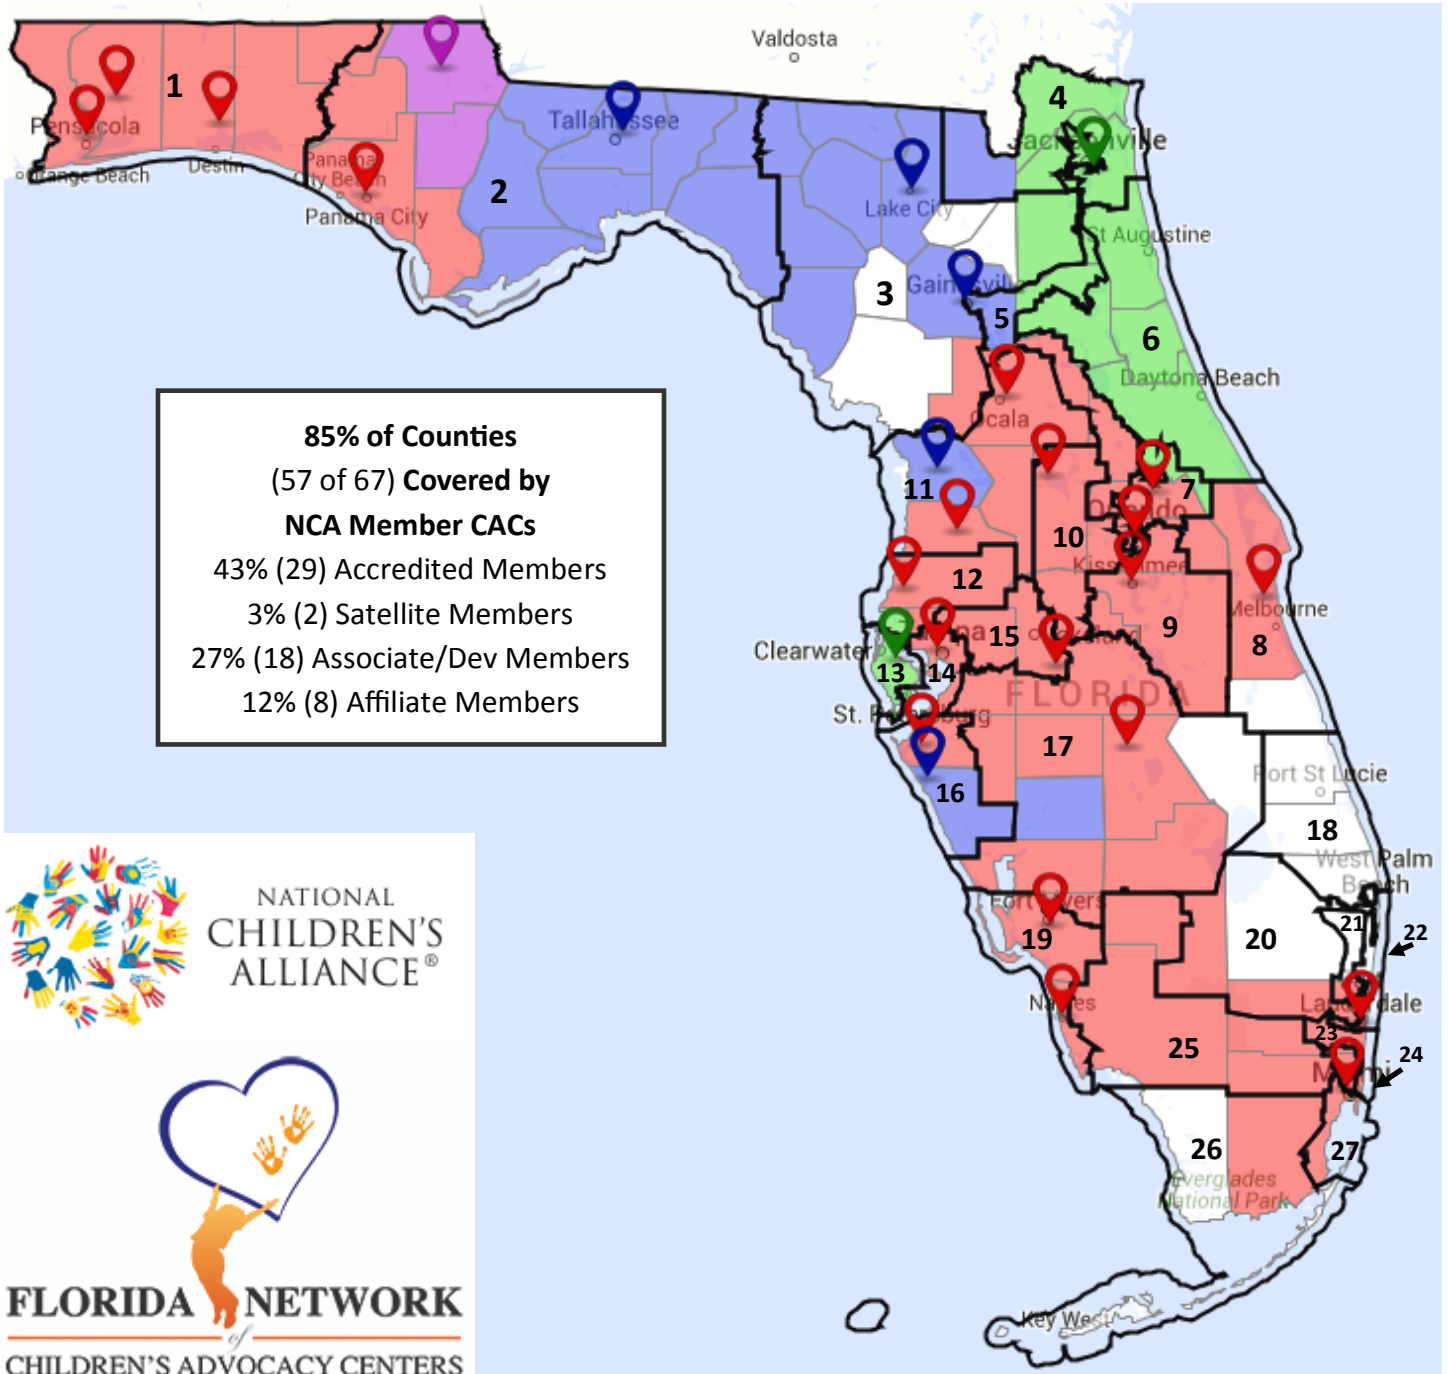 Valdosta
4
Jacksonville
1
Pensacola
Orange Beach
Destin
Panama
City Beach
Panama City
Tallahassee
2
Lake City
St Augustine
3
Gainesville
5
6
Daytona Beach
Ocala
85% of Counties
(57 of 67) Covered by
NCA Member CACs
43% (29) Accredited Members
3% (2) Satellite Members
27% (18) Associate/Dev Members
12% (8) Affiliate Members
11
7
Orlando
10
Kissimmee
12
Melbourne
Tampa
15
Lakeland
9
8
Clearwater
13
14
FLORIDA
St. Petersburg
17
16
Port St Lucie
18
West Palm
Beach
Fort Myers
19
20
21
22
Naples
Lauderdale
23
25
Miami
24
26
27
Everglades
National Park
Key West
NATIONAL
CHILDREN'S
ALLIANCE®
FLORIDA NETWORK
of
CHILDREN'S ADVOCACY CENTERS